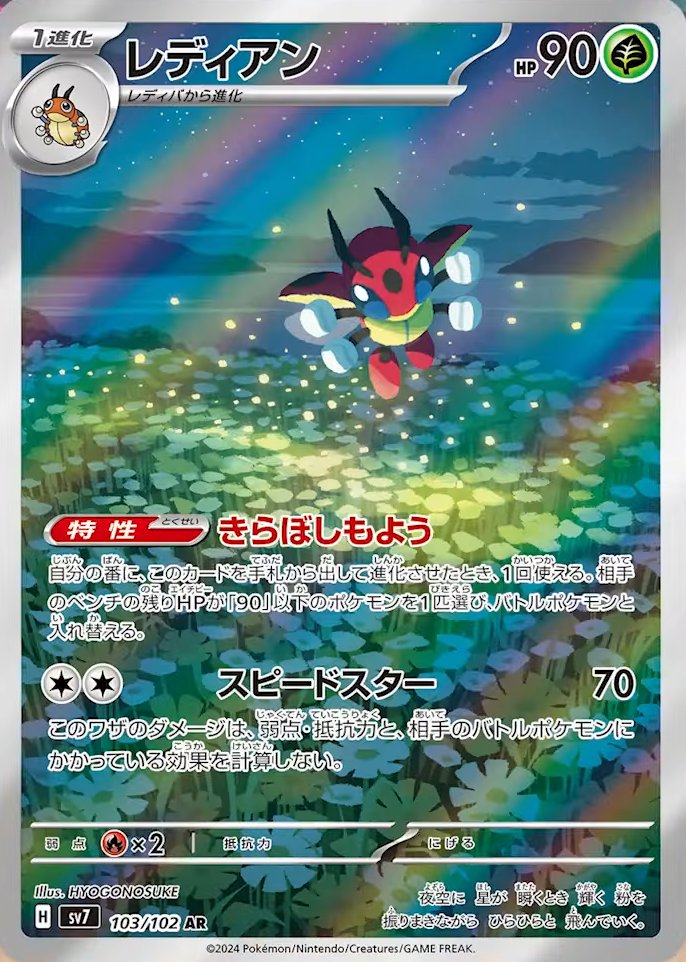 1進化
レディアン
HP90
レディバから進化
特性 とくせい
きらぼしもよう
自分の番に、このカードを手札から出して進化させたとき、1回使える。相手
のベンチの残りHPが「90」以下のポケモンを1匹選び、バトルポケモンと
入れ替える。
スピードスター 70
このワザのダメージは、弱点・抵抗力と、相手のバトルポケモンに
かかっている効果を計算しない。
弱点 ×2 抵抗力 にげる
Illus. HYOGONOSUKE
H sv7 103/102 AR
夜空に 星が 瞬くとき 輝く 粉を
振りまきながら ひらひらと 飛んでいく。
©2024 Pokémon/Nintendo/Creatures/GAME FREAK.